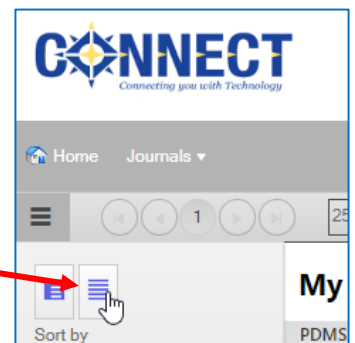 CONNECT
Connecting you with Technology
Home Journals ▾
1 25
My
Sort by PDMS